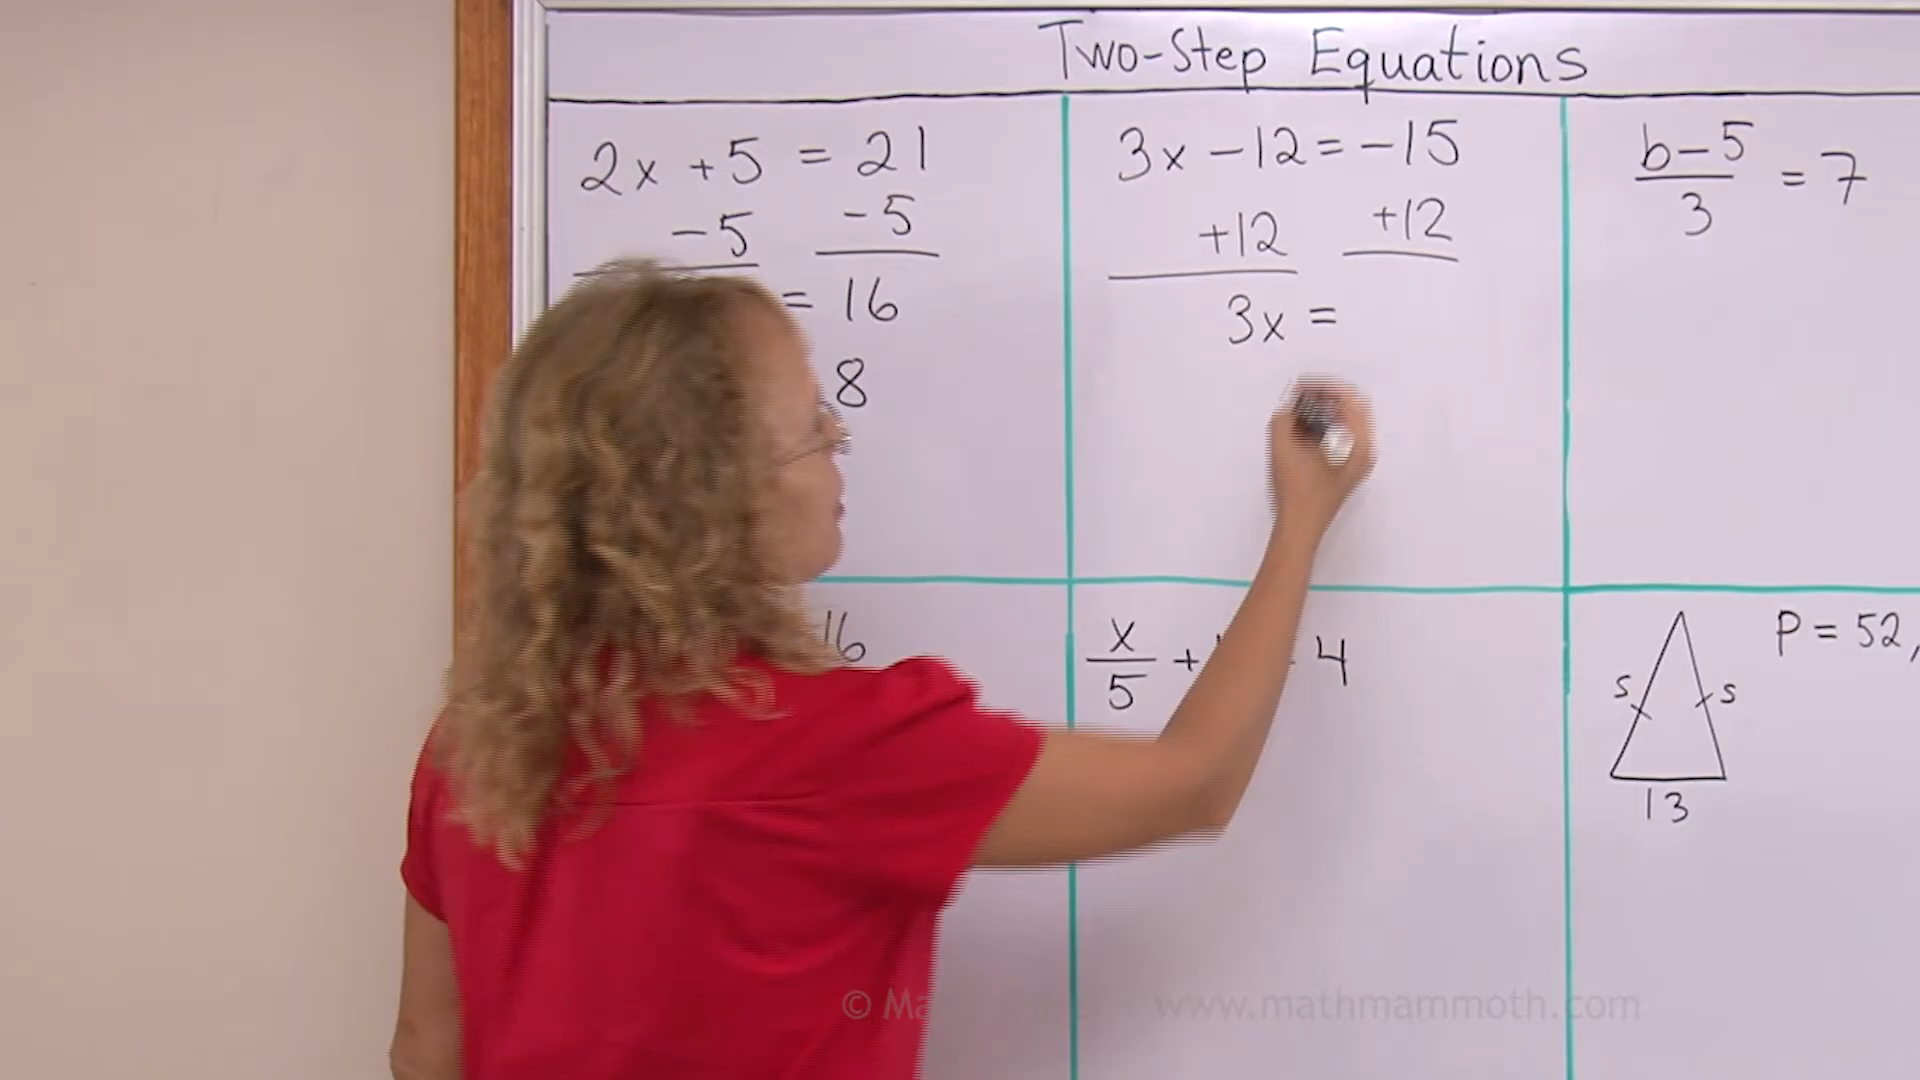 Two-Step Equations
2x + 5 = 21
-5 -5
= 16
8
3x - 12 = -15
+12 +12
3x =
b - 5
3
= 7
16
x
5
+
4
P = 52,
s s
13
www.mathmammoth.com